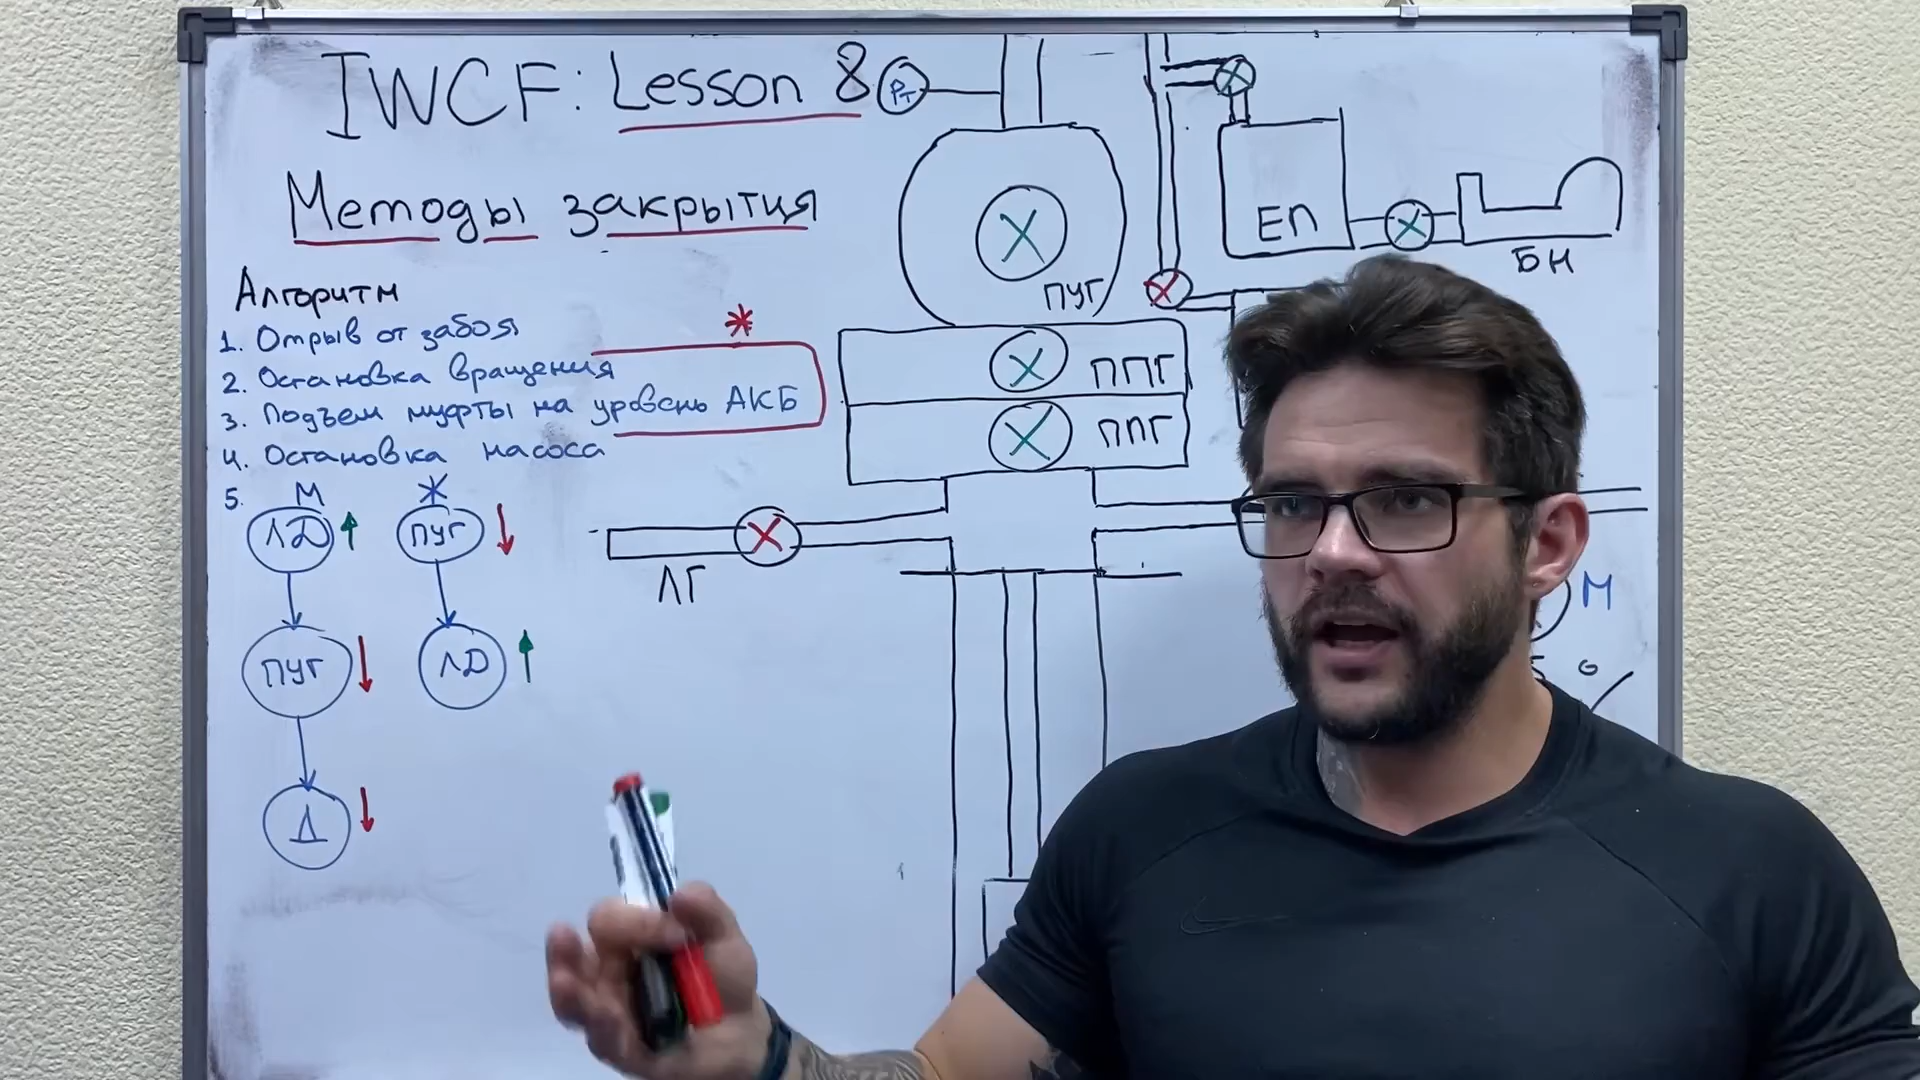 IWCF: Lesson 8
Методы закрытия
Алгоритм
1. Отрыв от забоя
2. Остановка вращения
3. Подъем муфты на уровень АКБ
*
4. Остановка насоса
5.
М
Ж
ЛД
ПУГ
ПУГ
ЛД
Д
РТ
ПУГ
ППГ
ППГ
ЛГ
ЕП
БН
М